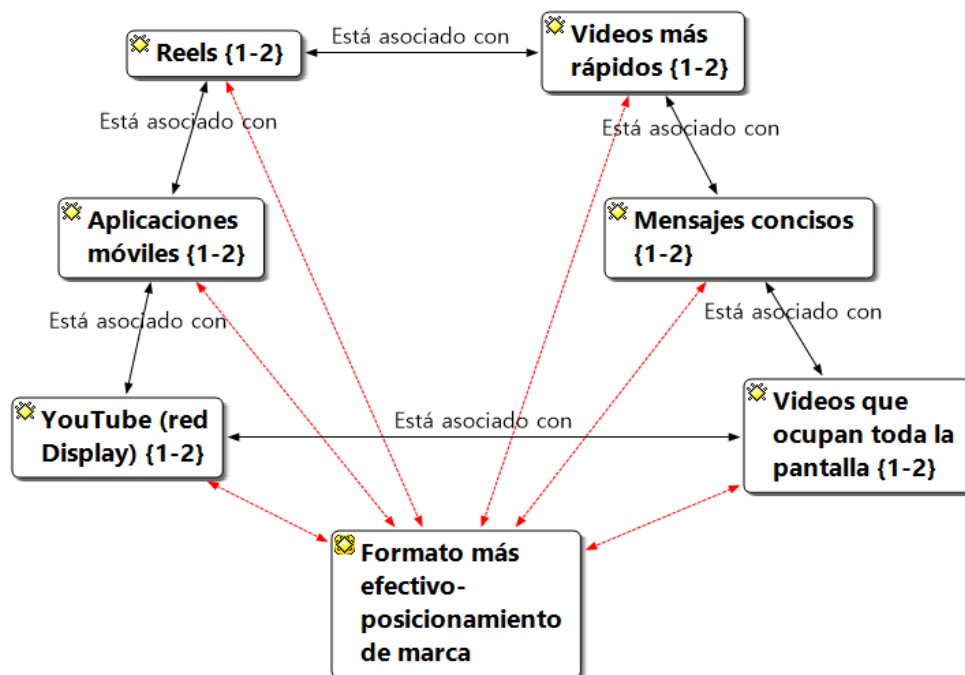 Está asociado con
Reels {1-2}
Videos más
rápidos {1-2}
Está asociado con
Está asociado con
Aplicaciones
móviles {1-2}
Mensajes concisos
{1-2}
Está asociado con
Está asociado con
YouTube (red
Display) {1-2}
Está asociado con
Videos que
ocupan toda la
pantalla {1-2}
Formato más
efectivo-
posicionamiento
de marca